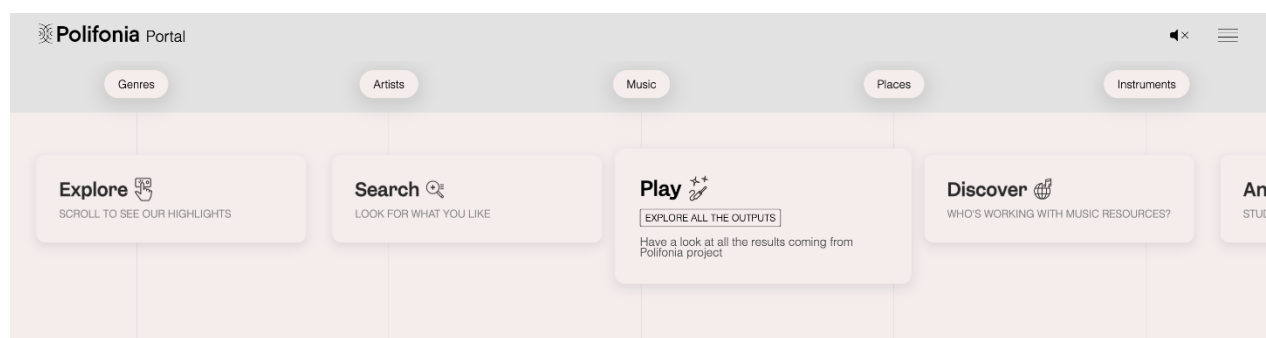 Polifonia Portal
Genres
Artists
Music
Places
Instruments
Explore
SCROLL TO SEE OUR HIGHLIGHTS
Search
LOOK FOR WHAT YOU LIKE
Play
EXPLORE ALL THE OUTPUTS
Have a look at all the results coming from
Polifonia project
Discover
WHO'S WORKING WITH MUSIC RESOURCES?
An
STUD